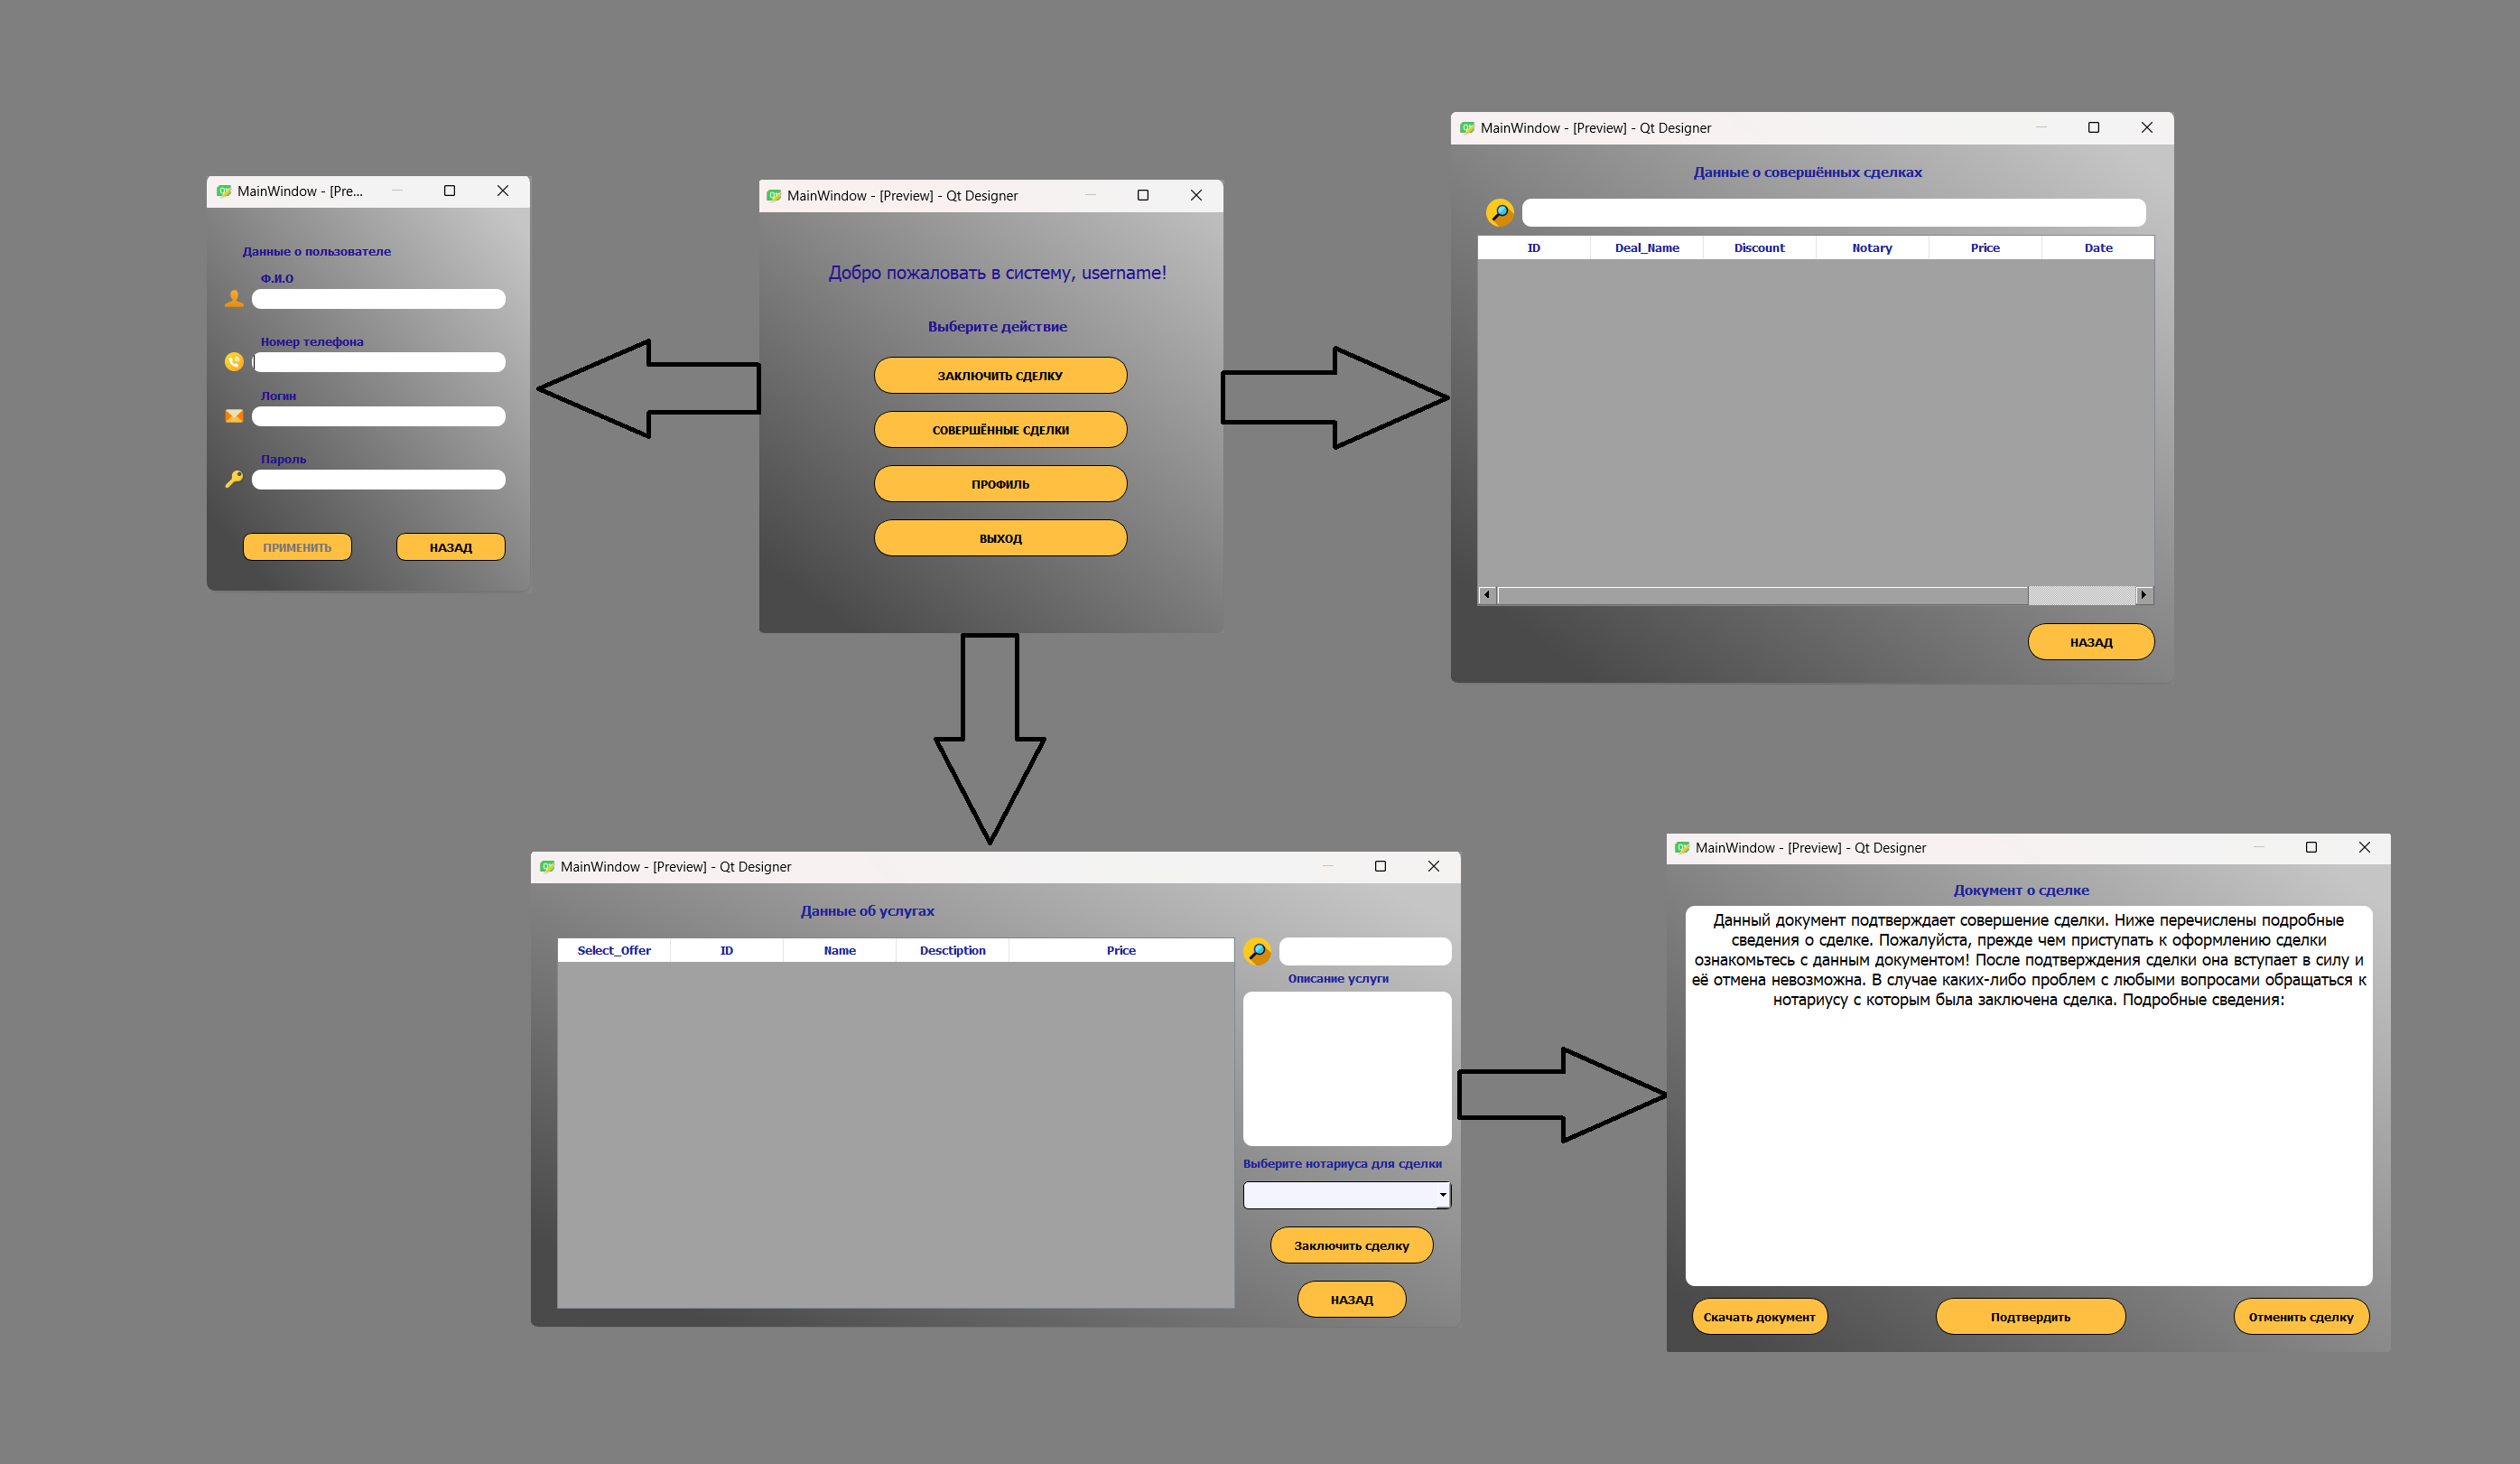 MainWindow - [Pre...
Данные о пользователе
Ф.И.О
Номер телефона
Логин
Пароль
ПРИМЕНИТЬ
НАЗАД
MainWindow - [Preview] - Qt Designer
Добро пожаловать в систему, username!
Выберите действие
ЗАКЛЮЧИТЬ СДЕЛКУ
СОВЕРШЁННЫЕ СДЕЛКИ
ПРОФИЛЬ
ВЫХОД
MainWindow - [Preview] - Qt Designer
Данные о совершённых сделках
ID Deal_Name Discount Notary Price Date
НАЗАД
MainWindow - [Preview] - Qt Designer
Данные об услугах
Select_Offer ID Name Desctiption Price
Описание услуги
Выберите нотариуса для сделки
Заключить сделку
НАЗАД
MainWindow - [Preview] - Qt Designer
Документ о сделке
Данный документ подтверждает совершение сделки. Ниже перечислены подробные
сведения о сделке. Пожалуйста, прежде чем приступать к оформлению сделки
ознакомьтесь с данным документом! После подтверждения сделки она вступает в силу и
её отмена невозможна. В случае каких-либо проблем с любыми вопросами обращаться к
нотариусу с которым была заключена сделка. Подробные сведения:
Скачать документ
Подтвердить
Отменить сделку